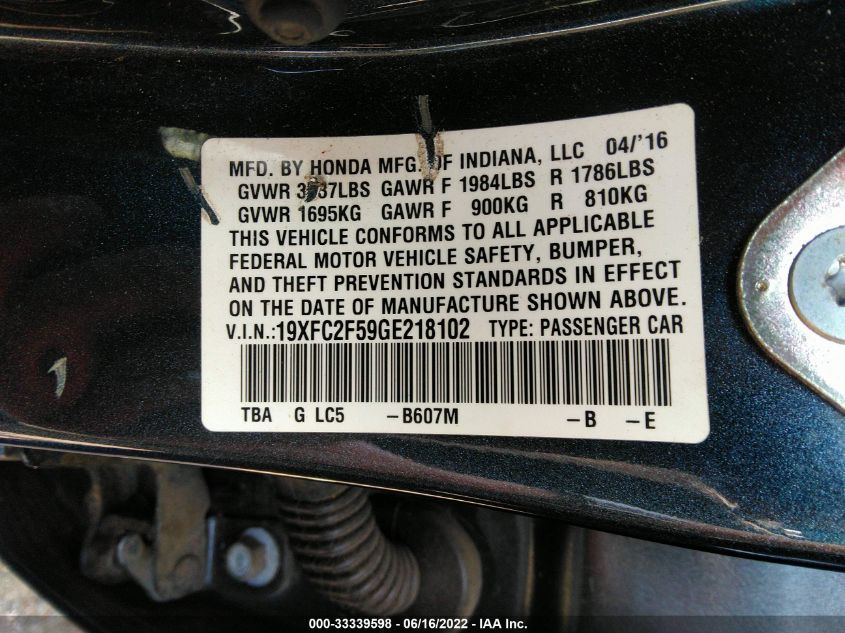 MFD. BY HONDA MFG. OF INDIANA, LLC 04/'16
GVWR GAWR F 1984LBS R 1786LBS
GVWR 1695KG GAWR F 900KG R 810KG
THIS VEHICLE CONFORMS TO ALL APPLICABLE
FEDERAL MOTOR VEHICLE SAFETY, BUMPER,
AND THEFT PREVENTION STANDARDS IN EFFECT
ON THE DATE OF MANUFACTURE SHOWN ABOVE.
V.I.N.:19XFC2F59GE218102 TYPE: PASSENGER CAR
TBA G LC5 -B607M -B -E
000-33339598 - 06/16/2022 - IAA Inc.